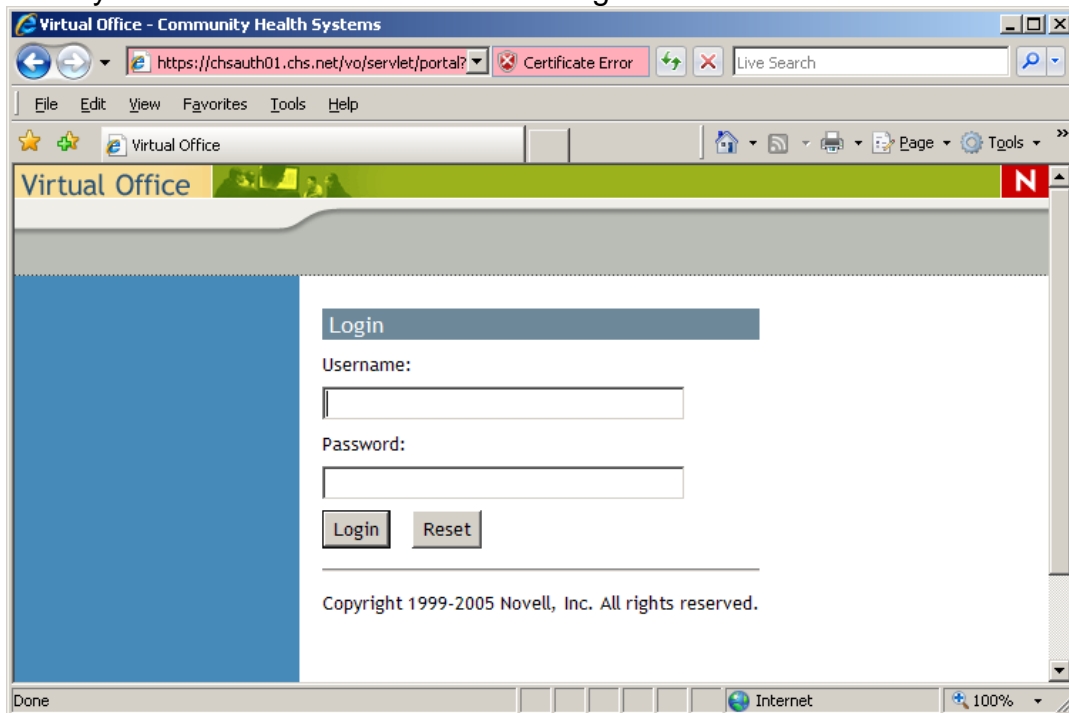 Virtual Office - Community Health Systems
https://chsauth01.chs.net/vo/servlet/portal? Certificate Error Live Search
File Edit View Favorites Tools Help
Virtual Office Page Tools »
Virtual Office N
Login
Username:
Password:
Login Reset
Copyright 1999-2005 Novell, Inc. All rights reserved.
Done Internet 100%